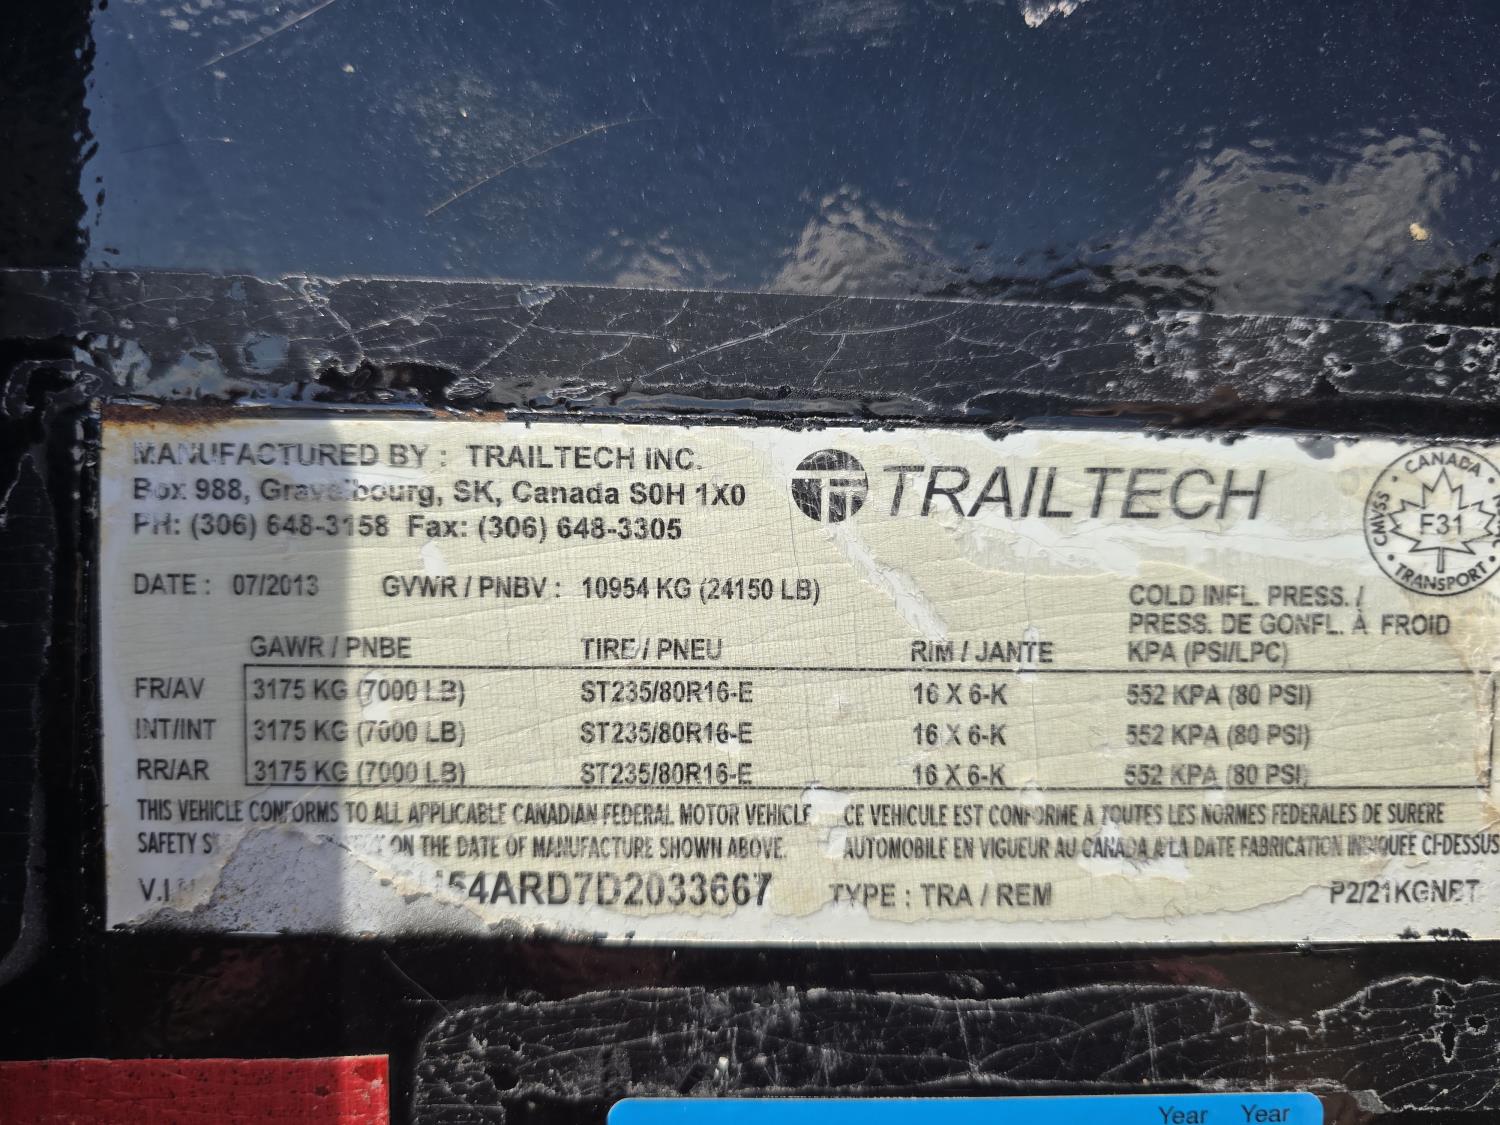 MANUFACTURED BY : TRAILTECH INC.
Box 988, Gravelbourg, SK, Canada S0H 1X0
PH: (306) 648-3158 Fax: (306) 648-3305
TRAILTECH
CANADA
CMVSS
F31
TRANSPORT
DATE : 07/2013 GVWR / PNBV : 10954 KG (24150 LB)
COLD INFL. PRESS. /
PRESS. DE GONFL. À FROID
GAWR / PNBE TIRE / PNEU RIM / JANTE KPA (PSI/LPC)
FR/AV 3175 KG (7000 LB) ST235/80R16-E 16 X 6-K 552 KPA (80 PSI)
INT/INT 3175 KG (7000 LB) ST235/80R16-E 16 X 6-K 552 KPA (80 PSI)
RR/AR 3175 KG (7000 LB) ST235/80R16-E 16 X 6-K 552 KPA (80 PSI)
THIS VEHICLE CONFORMS TO ALL APPLICABLE CANADIAN FEDERAL MOTOR VEHICLE
SAFETY ON THE DATE OF MANUFACTURE SHOWN ABOVE.
CE VEHICULE EST CONFORME A TOUTES LES NORMES FEDERALES DE SURERE
AUTOMOBILE EN VIGUEUR AU CANADA A LA DATE FABRICATION INDIQUEE CI-DESSUS
V.I 54ARD7D2033667 TYPE : TRA / REM P2/21KGNET
Year Year